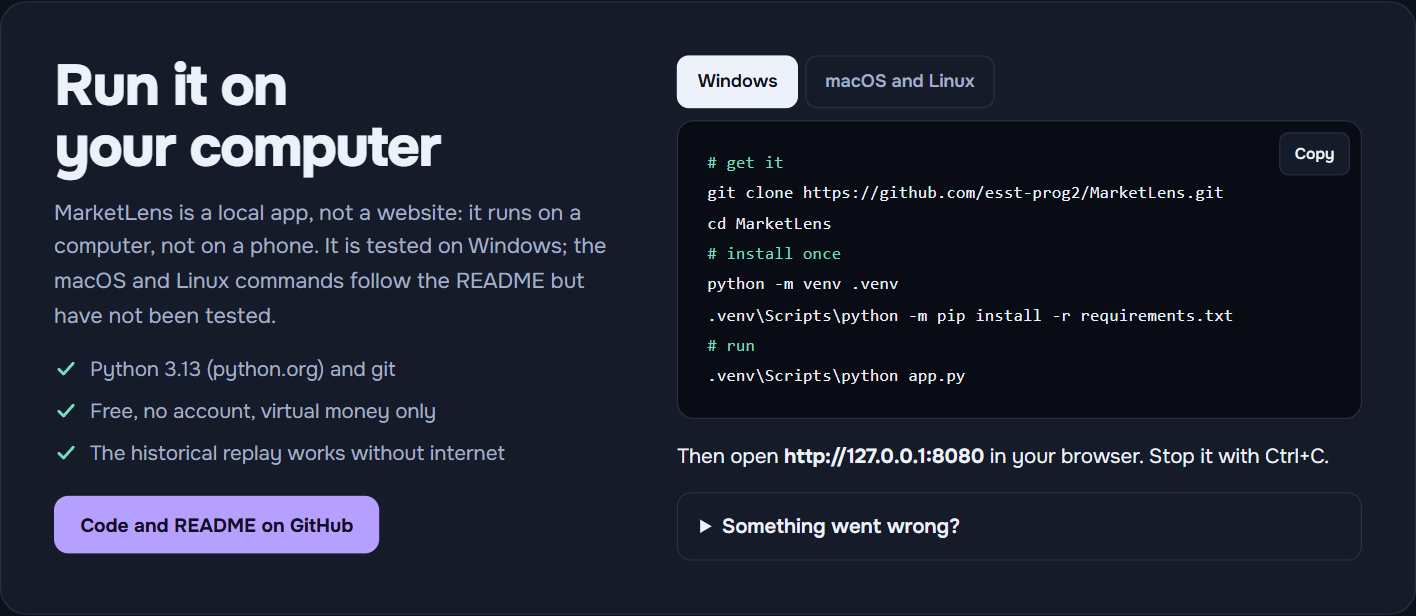 Run it on
your computer
MarketLens is a local app, not a website: it runs on a
computer, not on a phone. It is tested on Windows; the
macOS and Linux commands follow the README but
have not been tested.
Python 3.13 (python.org) and git
Free, no account, virtual money only
The historical replay works without internet
Code and README on GitHub
Windows
macOS and Linux
Copy
# get it
git clone https://github.com/esst-prog2/MarketLens.git
cd MarketLens
# install once
python -m venv .venv
.venv\Scripts\python -m pip install -r requirements.txt
# run
.venv\Scripts\python app.py
Then open http://127.0.0.1:8080 in your browser. Stop it with Ctrl+C.
Something went wrong?